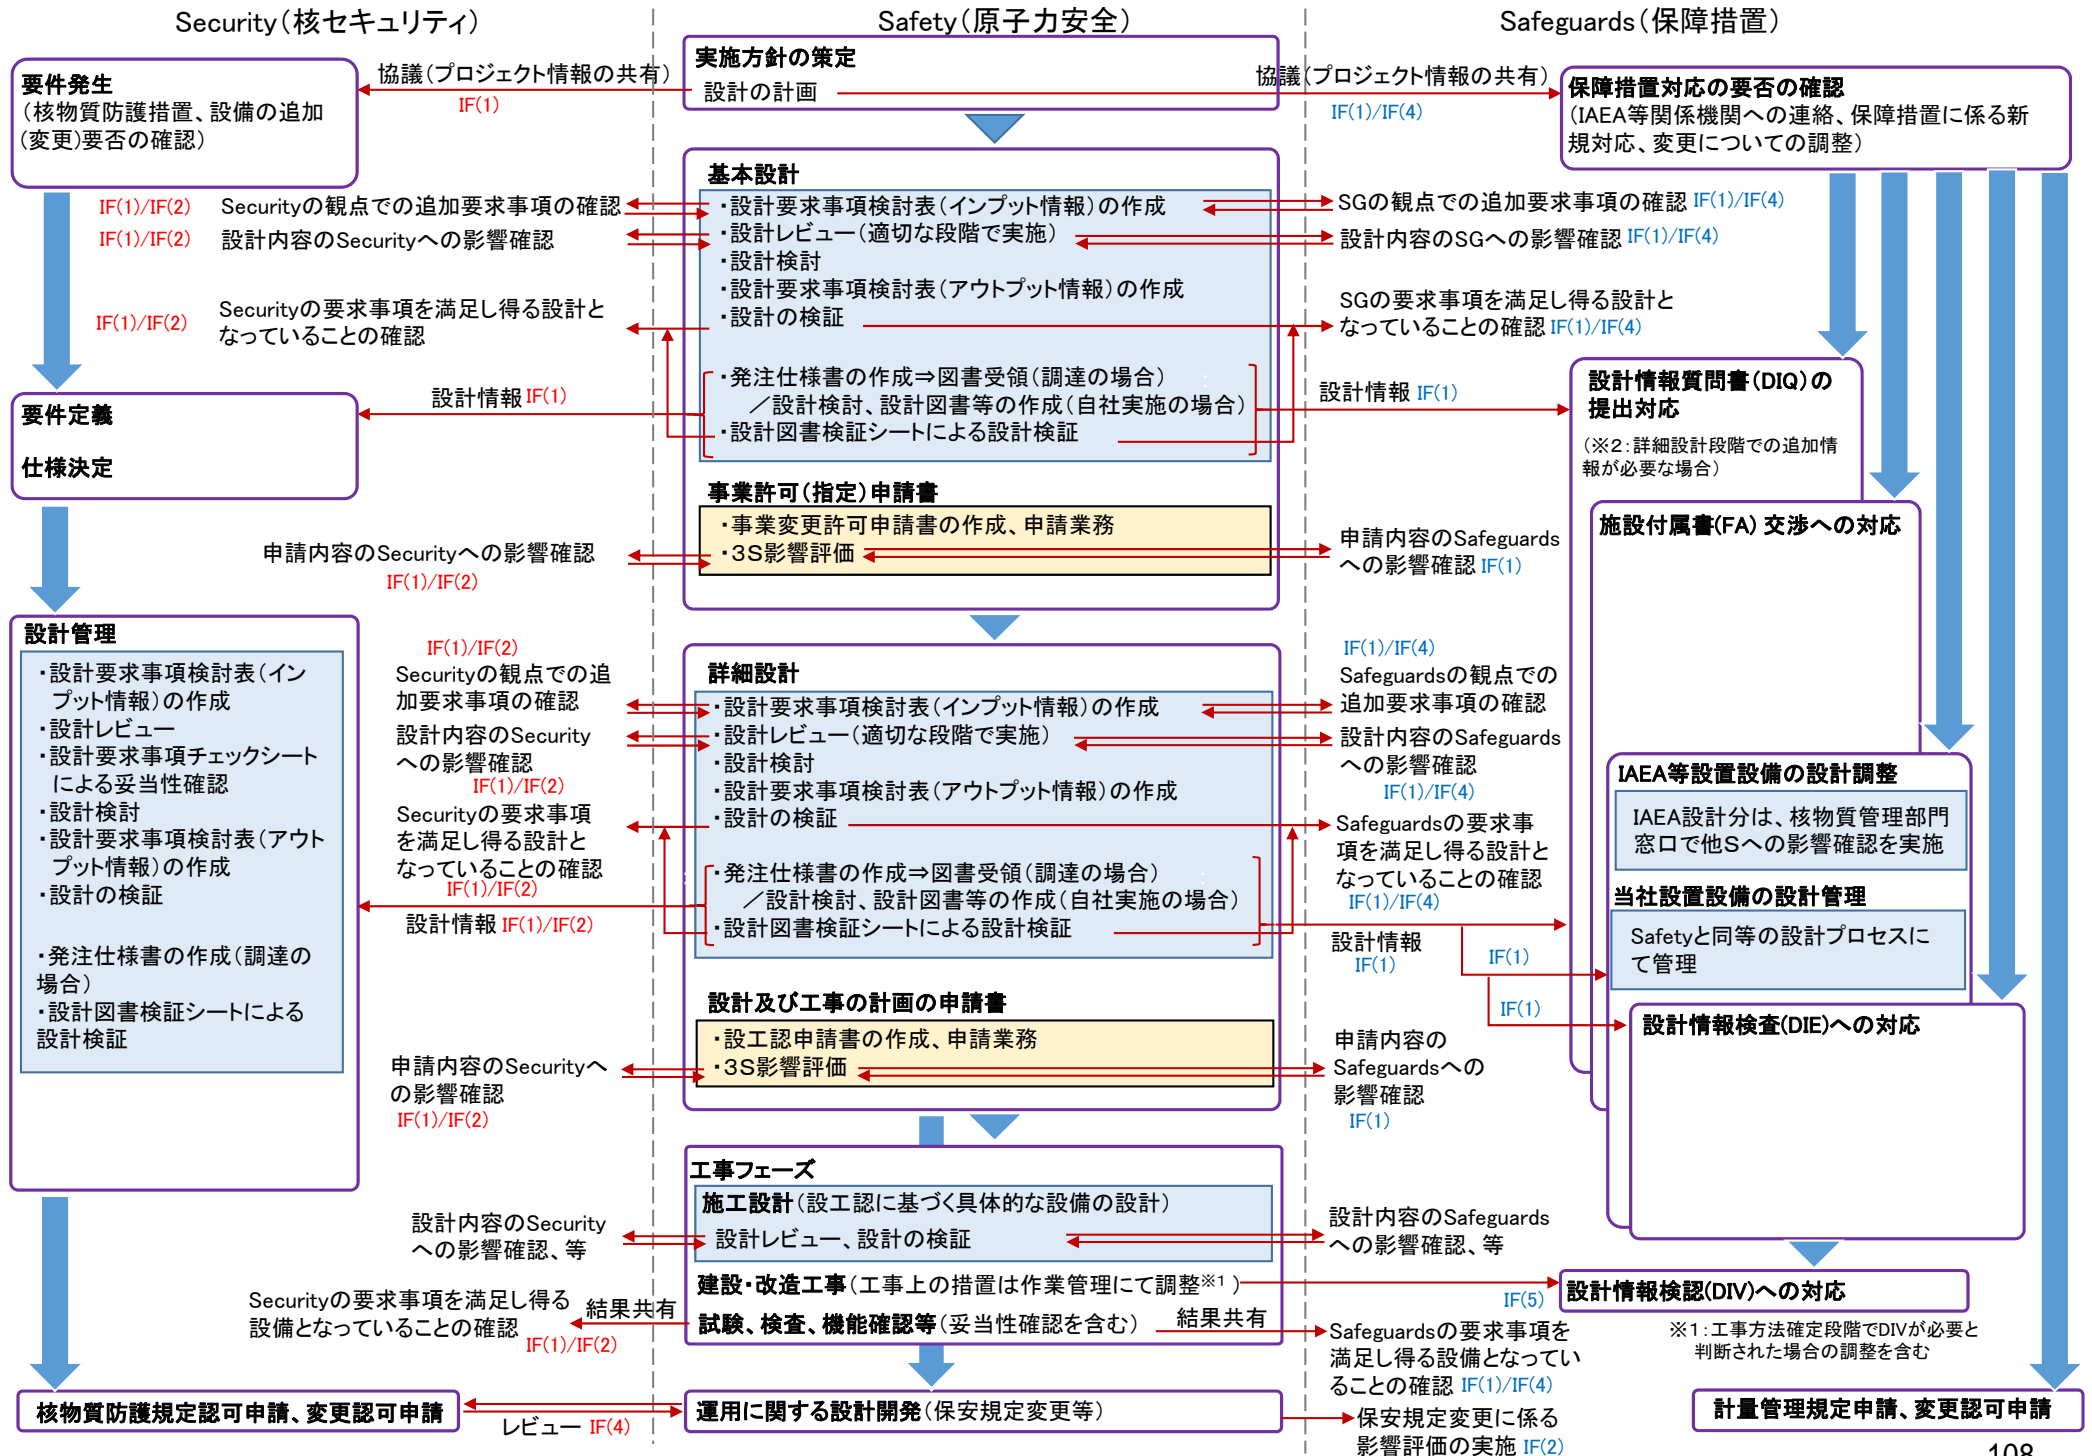 Security（核セキュリティ）
Safety（原子力安全）
Safeguards（保障措置）
要件発生
（核物質防護措置、設備の追加
（変更）要否の確認）
協議（プロジェクト情報の共有）
IF(1)
実施方針の策定
設計の計画
協議（プロジェクト情報の共有）
IF(1)/IF(4)
保障措置対応の要否の確認
（IAEA等関係機関への連絡、保障措置に係る新
規対応、変更についての調整）
基本設計
IF(1)/IF(2) Securityの観点での追加要求事項の確認
・設計要求事項検討表（インプット情報）の作成
SGの観点での追加要求事項の確認 IF(1)/IF(4)
IF(1)/IF(2) 設計内容のSecurityへの影響確認
・設計レビュー（適切な段階で実施）
設計内容のSGへの影響確認 IF(1)/IF(4)
・設計検討
・設計要求事項検討表（アウトプット情報）の作成
・設計の検証
IF(1)/IF(2)
Securityの要求事項を満足し得る設計と
なっていることの確認
SGの要求事項を満足し得る設計と
なっていることの確認 IF(1)/IF(4)
・発注仕様書の作成⇒図書受領（調達の場合）
／設計検討、設計図書等の作成（自社実施の場合）
・設計図書検証シートによる設計検証
設計情報 IF(1)
設計情報 IF(1)
要件定義
仕様決定
設計情報質問書（DIQ）の
提出対応
（※2：詳細設計段階での追加情
報が必要な場合）
事業許可（指定）申請書
・事業変更許可申請書の作成、申請業務
・3S影響評価
申請内容のSecurityへの影響確認
IF(1)/IF(2)
申請内容のSafeguards
への影響確認 IF(1)
施設付属書(FA) 交渉への対応
設計管理
・設計要求事項検討表（イン
プット情報）の作成
・設計レビュー
・設計要求事項チェックシート
による妥当性確認
・設計検討
・設計要求事項検討表（アウト
プット情報）の作成
・設計の検証
・発注仕様書の作成（調達の
場合）
・設計図書検証シートによる
設計検証
IF(1)/IF(2)
Securityの観点での追
加要求事項の確認
設計内容のSecurity
への影響確認
IF(1)/IF(2)
Securityの要求事項
を満足し得る設計と
なっていることの確認
IF(1)/IF(2)
設計情報 IF(1)/IF(2)
詳細設計
・設計要求事項検討表（インプット情報）の作成
・設計レビュー（適切な段階で実施）
・設計検討
・設計要求事項検討表（アウトプット情報）の作成
・設計の検証
・発注仕様書の作成⇒図書受領（調達の場合）
／設計検討、設計図書等の作成（自社実施の場合）
・設計図書検証シートによる設計検証
IF(1)/IF(4)
Safeguardsの観点での
追加要求事項の確認
設計内容のSafeguards
への影響確認
IF(1)/IF(4)
Safeguardsの要求事
項を満足し得る設計と
なっていることの確認
IF(1)/IF(4)
設計情報
IF(1)
IF(1)
IF(1)
IAEA等設置設備の設計調整
IAEA設計分は、核物質管理部門
窓口で他Sへの影響確認を実施
当社設置設備の設計管理
Safetyと同等の設計プロセスに
て管理
設計情報検査(DIE)への対応
設計及び工事の計画の申請書
・設工認申請書の作成、申請業務
・3S影響評価
申請内容のSecurityへ
の影響確認
IF(1)/IF(2)
申請内容の
Safeguardsへの
影響確認
IF(1)
工事フェーズ
施工設計（設工認に基づく具体的な設備の設計）
設計レビュー、設計の検証
設計内容のSecurity
への影響確認、等
設計内容のSafeguards
への影響確認、等
建設・改造工事（工事上の措置は作業管理にて調整※1）
IF(5)
設計情報検認(DIV)への対応
試験、検査、機能確認等（妥当性確認を含む）
結果共有
結果共有
Securityの要求事項を満足し得る
設備となっていることの確認
IF(1)/IF(2)
Safeguardsの要求事項を
満足し得る設備となってい
ることの確認 IF(1)/IF(4)
※1：工事方法確定段階でDIVが必要と
判断された場合の調整を含む
核物質防護規定認可申請、変更認可申請
レビュー IF(4)
運用に関する設計開発（保安規定変更等）
保安規定変更に係る
影響評価の実施 IF(2)
計量管理規定申請、変更認可申請
108